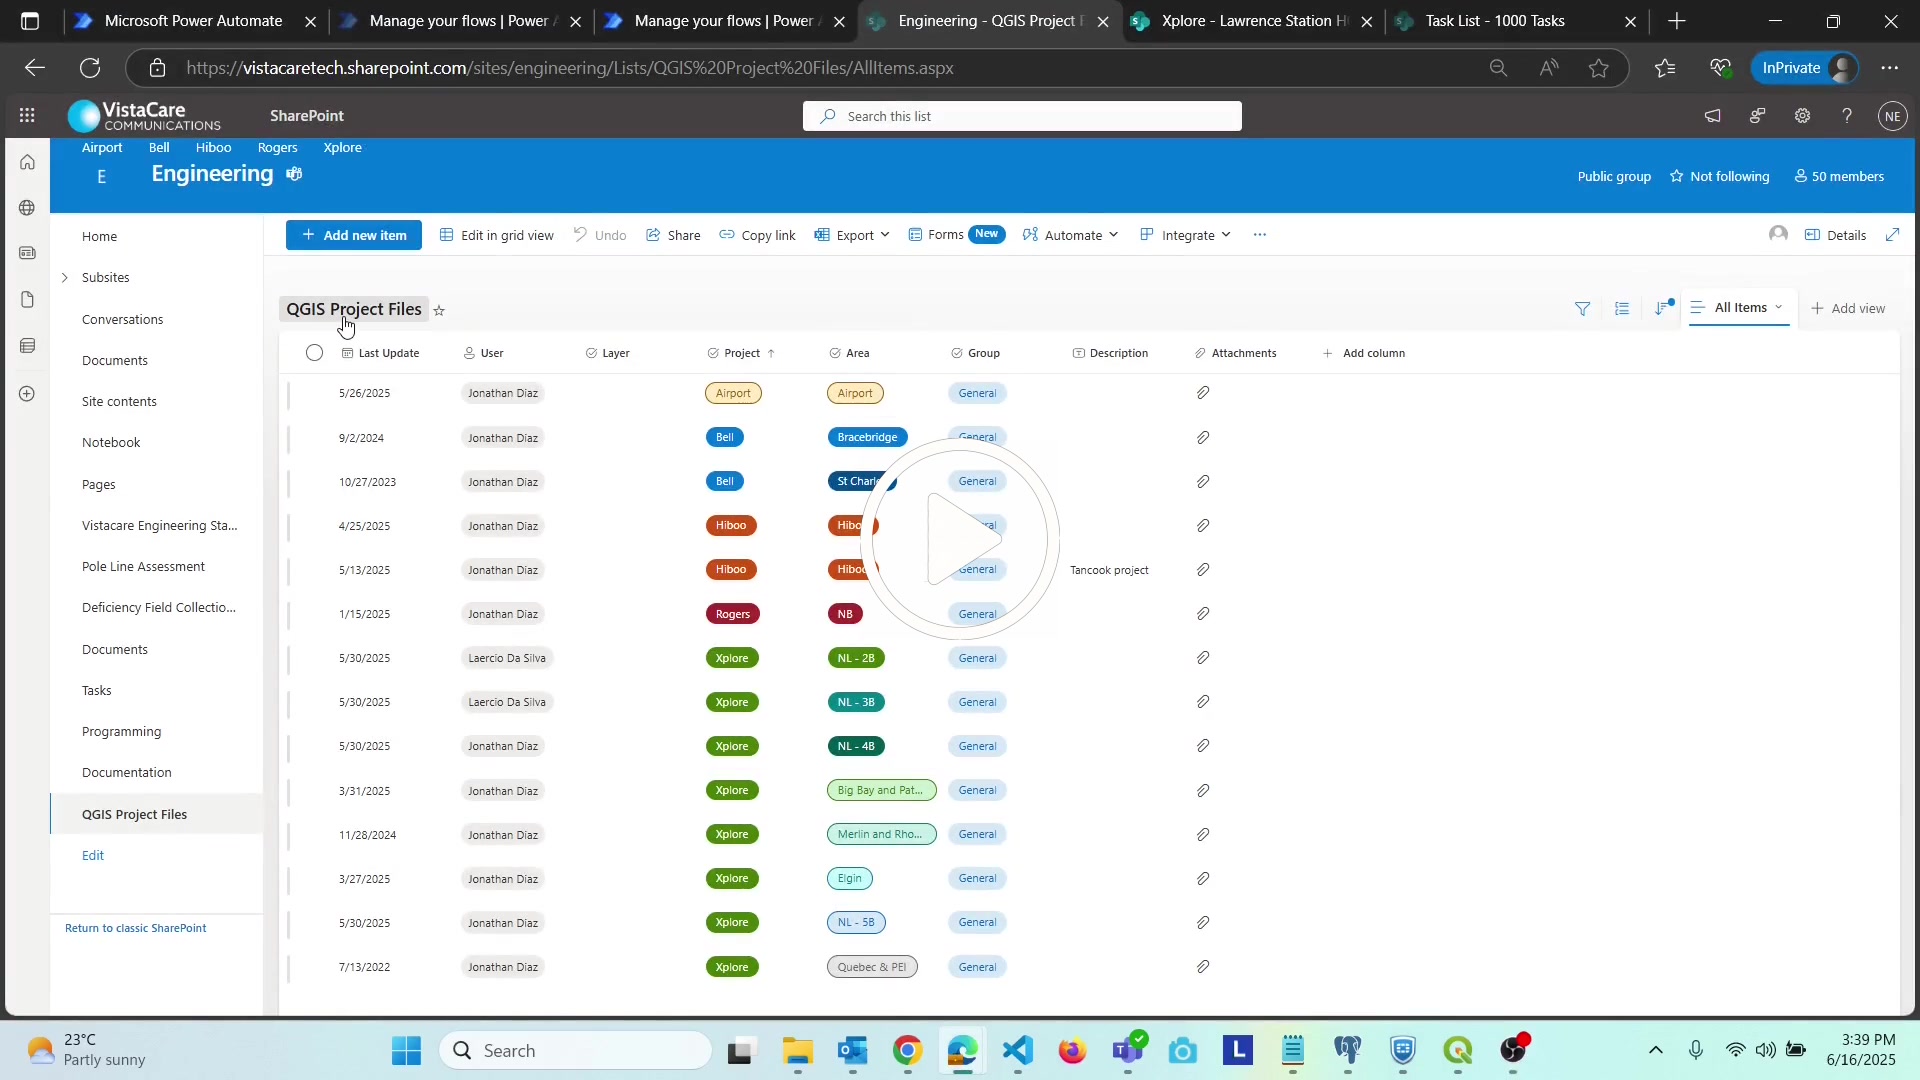 Microsoft Power Automate
Manage your flows | Power A
Manage your flows | Power A
Engineering - QGIS Project F
Xplore - Lawrence Station H
Task List - 1000 Tasks
https://vistacaretech.sharepoint.com/sites/engineering/Lists/QGIS%20Project%20Files/AllItems.aspx
InPrivate
VistaCare
COMMUNICATIONS
SharePoint
Search this list
NE
Airport Bell Hiboo Rogers Xplore
E Engineering
Public group Not following 50 members
Home
Subsites
Conversations
Documents
Site contents
Notebook
Pages
Vistacare Engineering Sta...
Pole Line Assessment
Deficiency Field Collectio...
Documents
Tasks
Programming
Documentation
QGIS Project Files
Edit
Return to classic SharePoint
Add new item Edit in grid view Undo Share Copy link Export Forms New Automate Integrate Details
QGIS Project Files
All Items Add view
Last Update User Layer Project Area Group Description Attachments Add column
5/26/2025 Jonathan Diaz Airport Airport General
9/2/2024 Jonathan Diaz Bell Bracebridge General
10/27/2023 Jonathan Diaz Bell St Charle General
4/25/2025 Jonathan Diaz Hiboo Hibo al
5/13/2025 Jonathan Diaz Hiboo Hiboo General Tancook project
1/15/2025 Jonathan Diaz Rogers NB General
5/30/2025 Laercio Da Silva Xplore NL - 2B General
5/30/2025 Laercio Da Silva Xplore NL - 3B General
5/30/2025 Jonathan Diaz Xplore NL - 4B General
3/31/2025 Jonathan Diaz Xplore Big Bay and Pat... General
11/28/2024 Jonathan Diaz Xplore Merlin and Rho... General
3/27/2025 Jonathan Diaz Xplore Elgin General
5/30/2025 Jonathan Diaz Xplore NL - 5B General
7/13/2022 Jonathan Diaz Xplore Quebec & PEI General
23°C
Partly sunny
Search
L
3:39 PM
6/16/2025